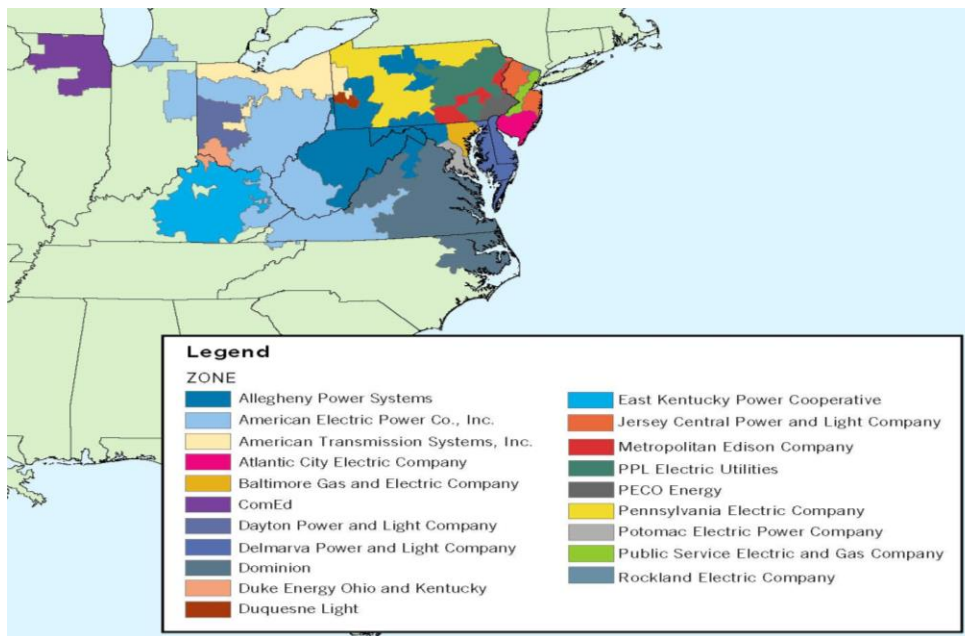 Legend
ZONE
Allegheny Power Systems
American Electric Power Co., Inc.
American Transmission Systems, Inc.
Atlantic City Electric Company
Baltimore Gas and Electric Company
ComEd
Dayton Power and Light Company
Delmarva Power and Light Company
Dominion
Duke Energy Ohio and Kentucky
Duquesne Light
East Kentucky Power Cooperative
Jersey Central Power and Light Company
Metropolitan Edison Company
PPL Electric Utilities
PECO Energy
Pennsylvania Electric Company
Potomac Electric Power Company
Public Service Electric and Gas Company
Rockland Electric Company